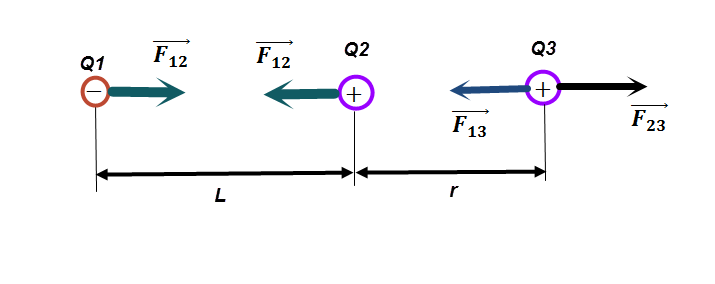 Q1
F₁₂
F₁₂
Q2
Q3
−
+
+
F₁₃
F₂₃
L
r